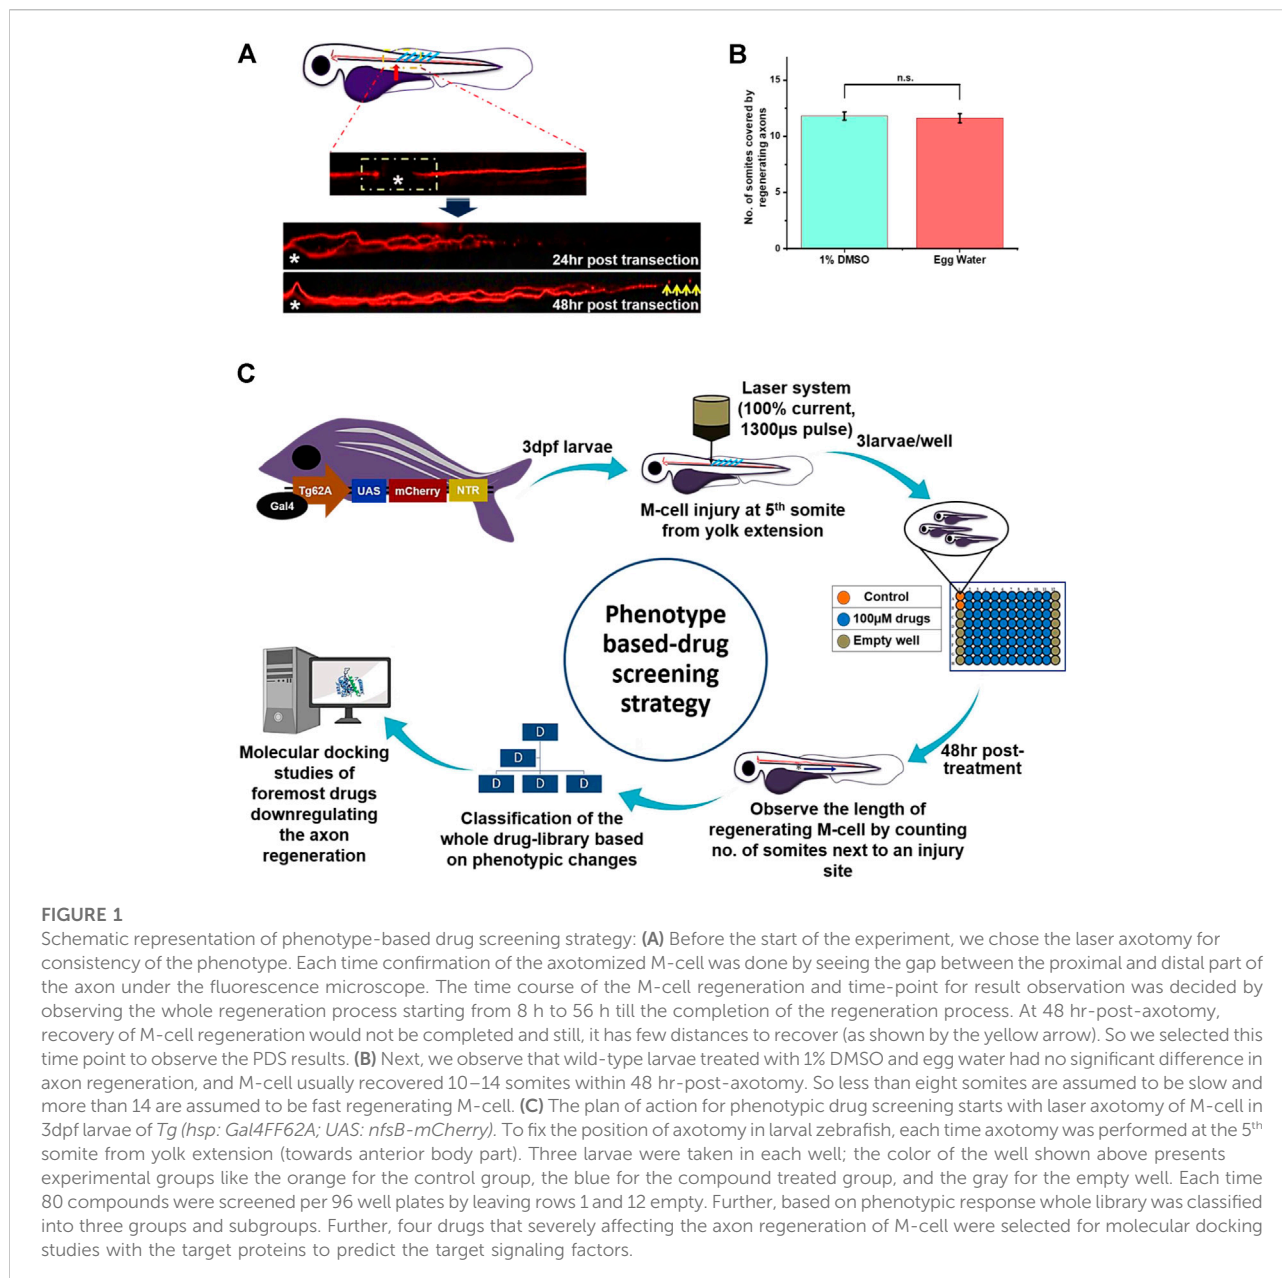 A
*
*
24hr post transection
*
48hr post transection
B
n.s.
No. of somites covered by
regenerating axons
15
10
5
0
1% DMSO
Egg Water
C
Gal4
Tg62A
UAS
mCherry
NTR
3dpf larvae
Laser system
(100% current,
1300µs pulse)
M-cell injury at 5th somite
from yolk extension
3larvae/well
Control
100µM drugs
Empty well
Phenotype
based-drug
screening
strategy
48hr post-
treatment
*
Observe the length of
regenerating M-cell by counting
no. of somites next to an injury
site
D
D
D D D
Classification of the
whole drug-library based
on phenotypic changes
Molecular docking
studies of
foremost drugs
downregulating
the axon
regeneration
FIGURE 1
Schematic representation of phenotype-based drug screening strategy: (A) Before the start of the experiment, we chose the laser axotomy for
consistency of the phenotype. Each time confirmation of the axotomized M-cell was done by seeing the gap between the proximal and distal part of
the axon under the fluorescence microscope. The time course of the M-cell regeneration and time-point for result observation was decided by
observing the whole regeneration process starting from 8 h to 56 h till the completion of the regeneration process. At 48 hr-post-axotomy,
recovery of M-cell regeneration would not be completed and still, it has few distances to recover (as shown by the yellow arrow). So we selected this
time point to observe the PDS results. (B) Next, we observe that wild-type larvae treated with 1% DMSO and egg water had no significant difference in
axon regeneration, and M-cell usually recovered 10–14 somites within 48 hr-post-axotomy. So less than eight somites are assumed to be slow and
more than 14 are assumed to be fast regenerating M-cell. (C) The plan of action for phenotypic drug screening starts with laser axotomy of M-cell in
3dpf larvae of Tg (hsp: Gal4FF62A; UAS: nfsB-mCherry). To fix the position of axotomy in larval zebrafish, each time axotomy was performed at the 5th
somite from yolk extension (towards anterior body part). Three larvae were taken in each well; the color of the well shown above presents
experimental groups like the orange for the control group, the blue for the compound treated group, and the gray for the empty well. Each time
80 compounds were screened per 96 well plates by leaving rows 1 and 12 empty. Further, based on phenotypic response whole library was classified
into three groups and subgroups. Further, four drugs that severely affecting the axon regeneration of M-cell were selected for molecular docking
studies with the target proteins to predict the target signaling factors.